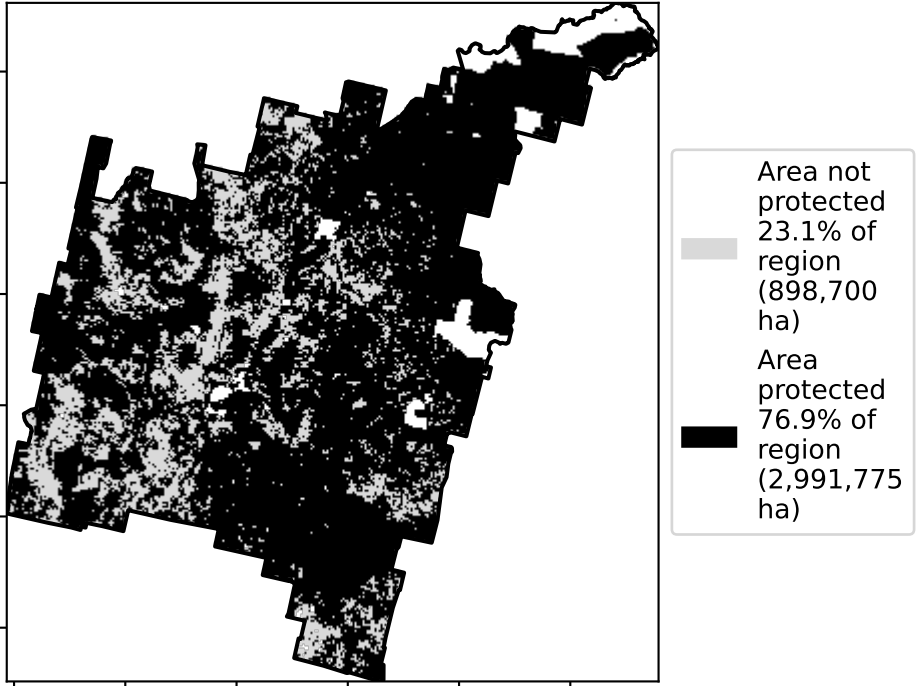 Area not
protected
23.1% of
region
(898,700
ha)
Area
protected
76.9% of
region
(2,991,775
ha)